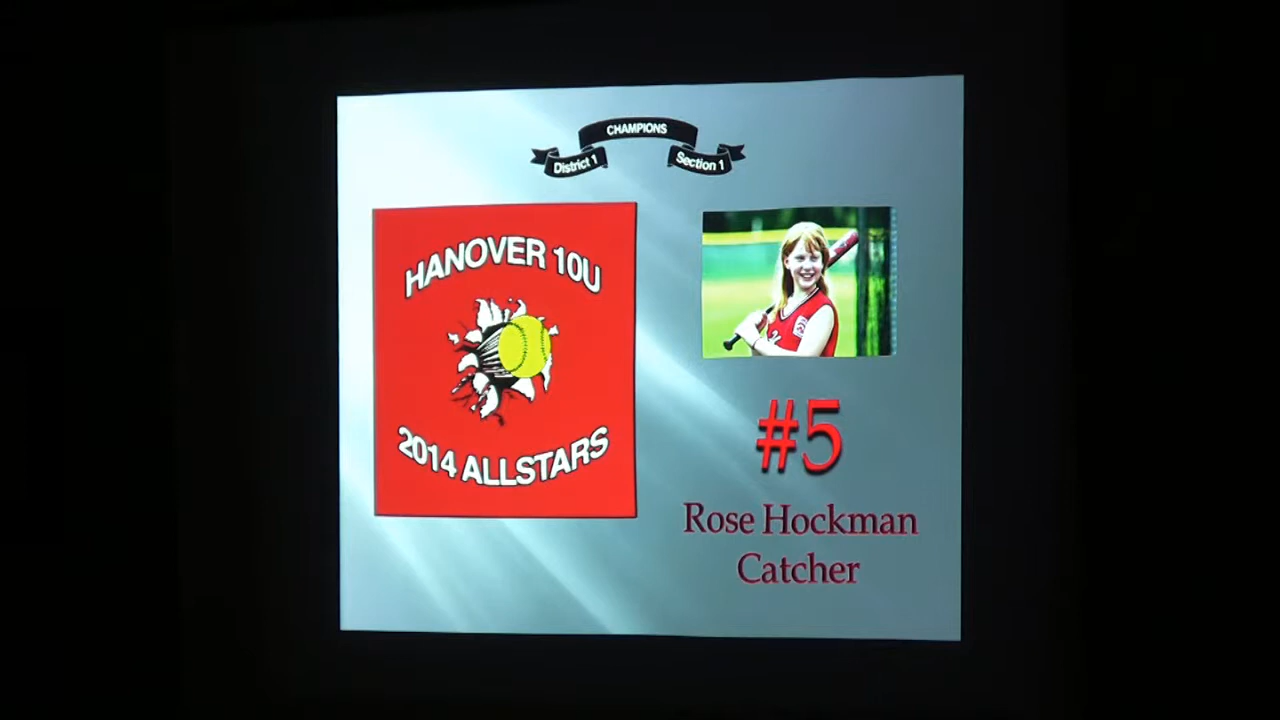 CHAMPIONS
District 1
Section 1
HANOVER 10U
2014 ALLSTARS
#5
Rose Hockman
Catcher